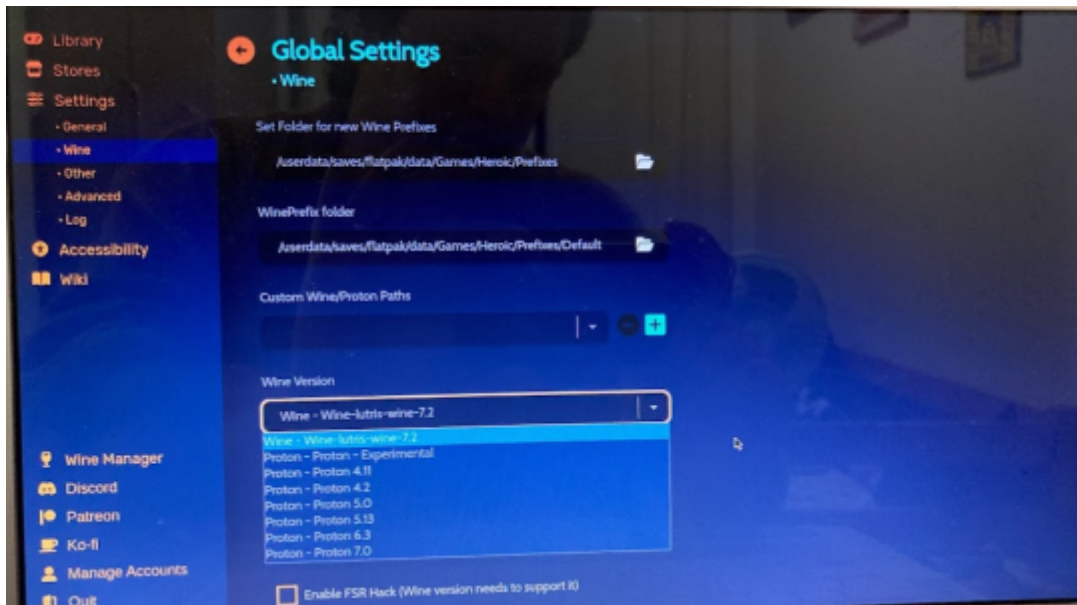 Library
Stores
Settings
• General
• Wine
• Other
• Advanced
• Log
Accessibility
Wiki
Wine Manager
Discord
Patreon
Ko-fi
Manage Accounts
Quit
Global Settings
• Wine
Set Folder for new Wine Prefixes
/userdata/saves/flatpak/data/Games/Heroic/Prefixes
WinePrefix folder
/userdata/saves/flatpak/data/Games/Heroic/Prefixes/Default
Custom Wine/Proton Paths
Wine Version
Wine - Wine-lutris-wine-7.2
Wine - Wine-lutris-wine-7.2
Proton - Proton - Experimental
Proton - Proton 4.11
Proton - Proton 4.2
Proton - Proton 5.0
Proton - Proton 5.13
Proton - Proton 6.3
Proton - Proton 7.0
Enable FSR Hack (Wine version needs to support it)